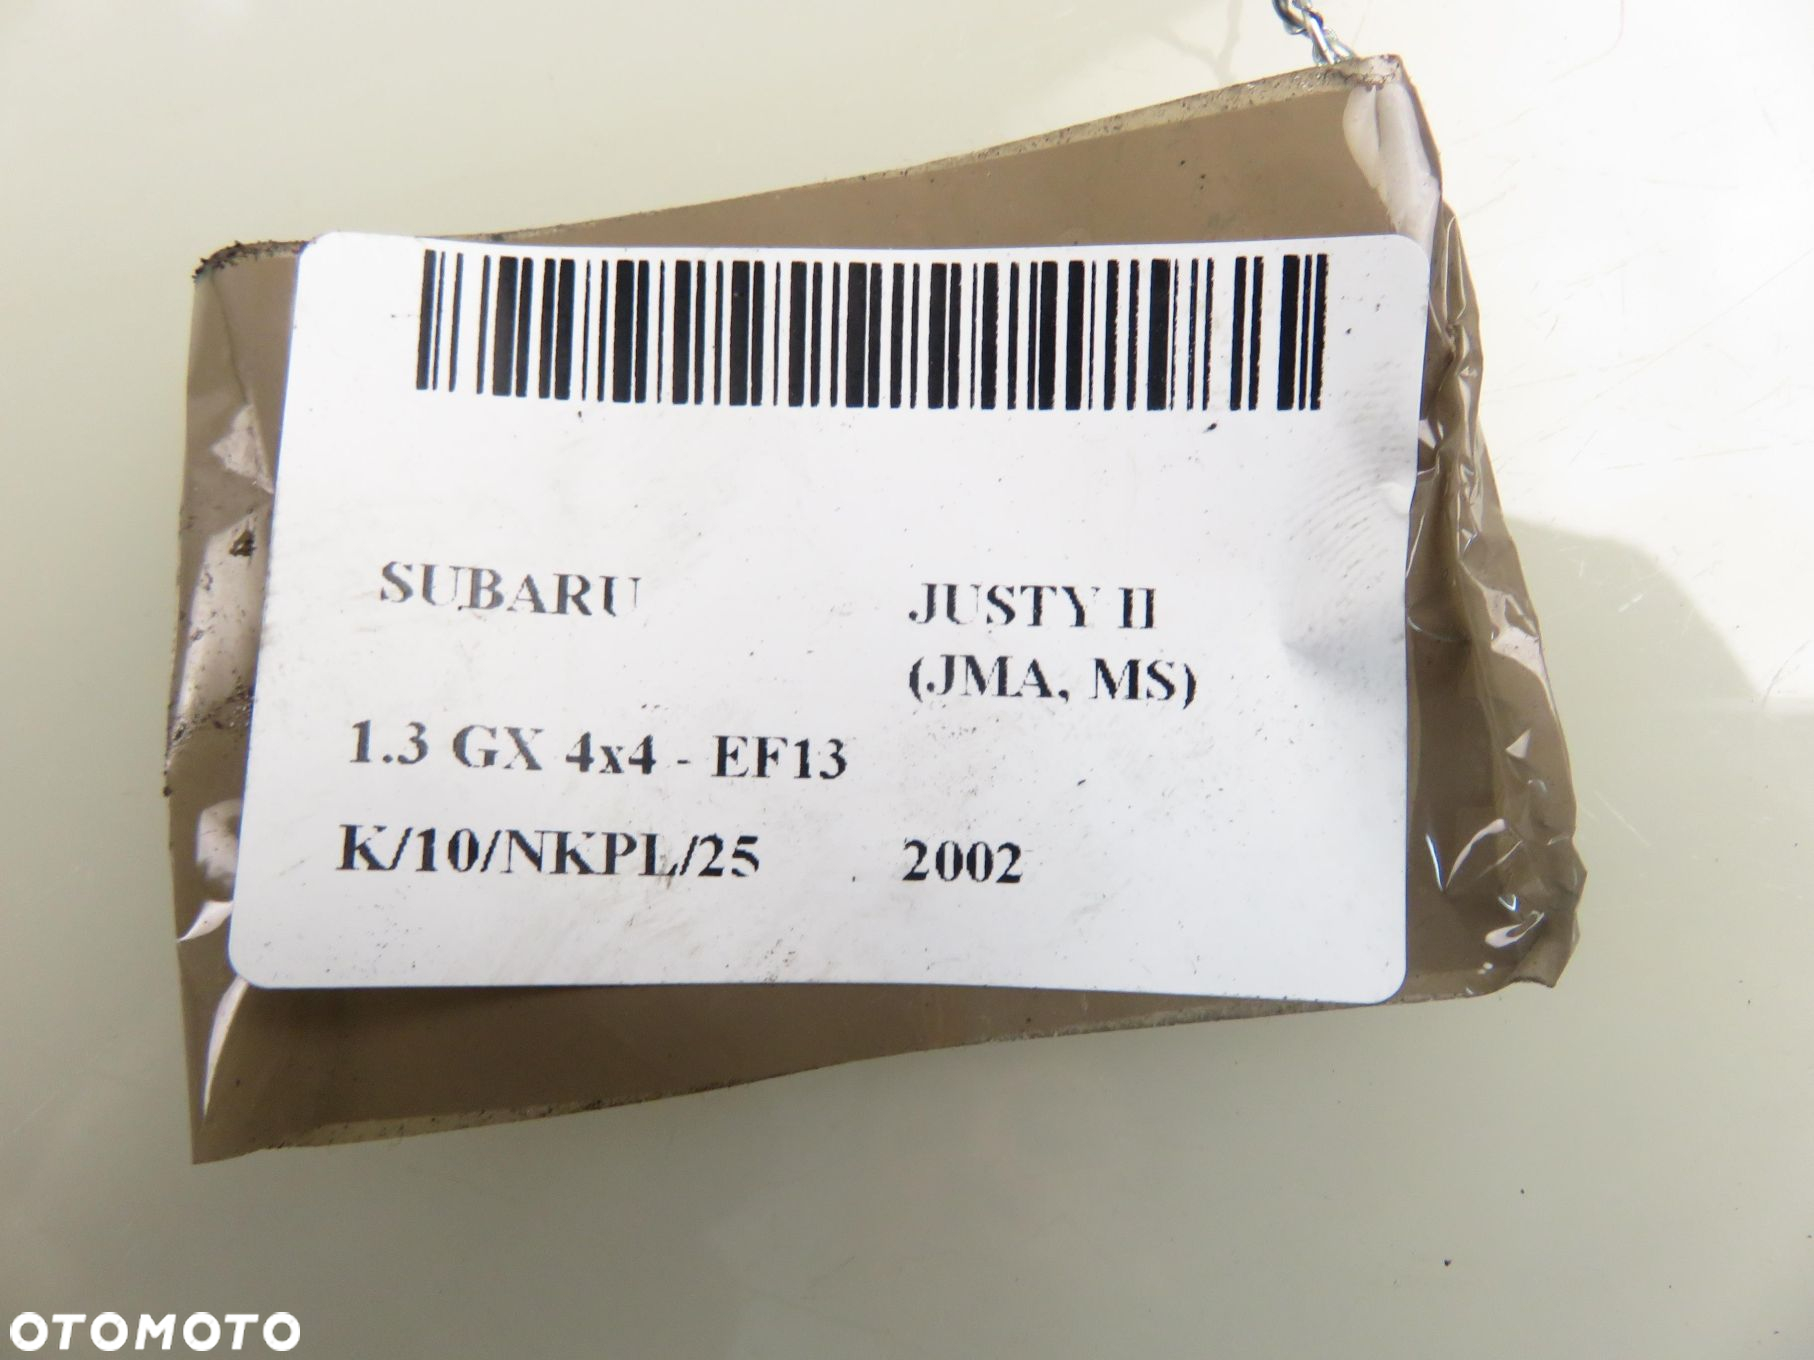 SUBARU JUSTY II
(JMA, MS)
1.3 GX 4x4 - EF13
K/10/NKPL/25 2002
OTOMOTO